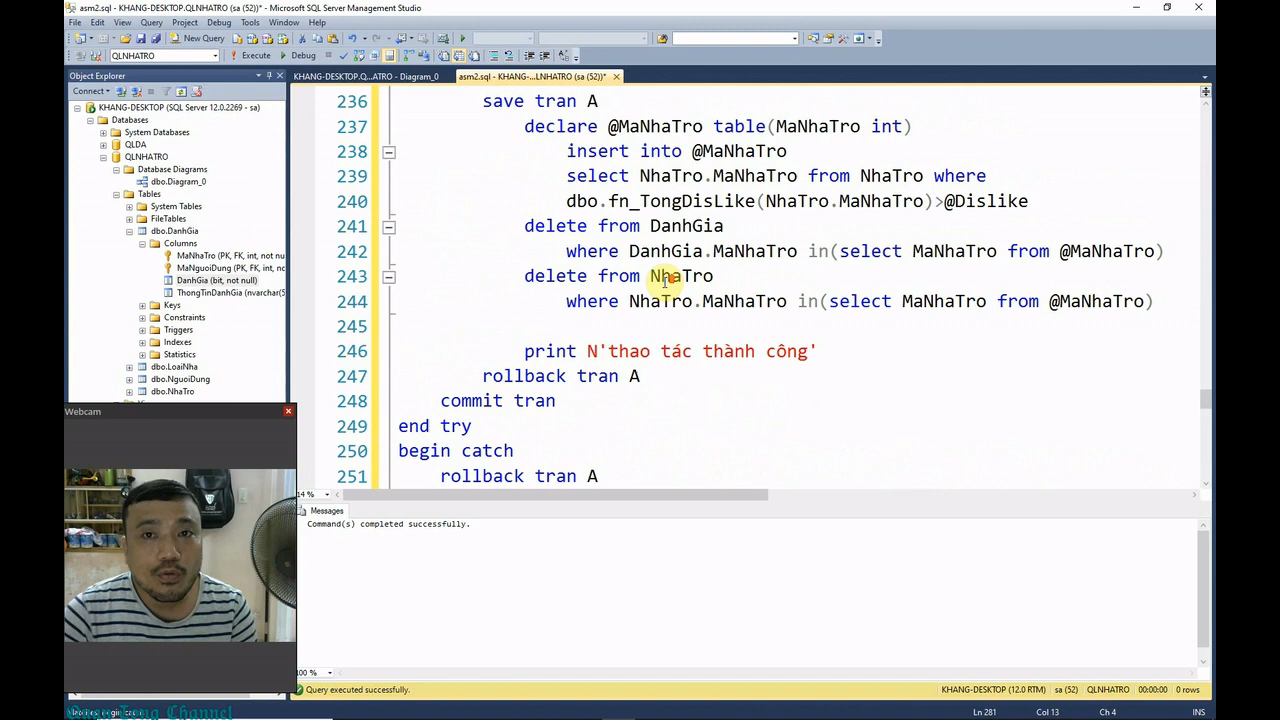 asm2.sql - KHANG-DESKTOP.QLNHATRO (sa (52))* - Microsoft SQL Server Management Studio
File Edit View Query Project Debug Tools Window Help
New Query
QLNHATRO Execute Debug
Object Explorer
KHANG-DESKTOP.Q...ATRO - Diagram_0 asm2.sql - KHANG-...LNHATRO (sa (52))*
Connect
KHANG-DESKTOP (SQL Server 12.0.2269 - sa)
Databases
System Databases
QLDA
QLNHATRO
Database Diagrams
dbo.Diagram_0
Tables
System Tables
FileTables
dbo.DanhGia
Columns
MaNhaTro (PK, FK, int, not nu
MaNguoiDung (PK, FK, int, nc
DanhGia (bit, not null)
ThongTinDanhGia (nvarchar(5
Keys
Constraints
Triggers
Indexes
Statistics
dbo.LoaiNha
dbo.NguoiDung
dbo.NhaTro
Webcam
236 save tran A
237 declare @MaNhaTro table(MaNhaTro int)
238 insert into @MaNhaTro
239 select NhaTro.MaNhaTro from NhaTro where
240 dbo.fn_TongDisLike(NhaTro.MaNhaTro)>@Dislike
241 delete from DanhGia
242 where DanhGia.MaNhaTro in(select MaNhaTro from @MaNhaTro)
243 delete from NhaTro
244 where NhaTro.MaNhaTro in(select MaNhaTro from @MaNhaTro)
245
246 print N'thao tác thành công'
247 rollback tran A
248 commit tran
249 end try
250 begin catch
251 rollback tran A
14 %
Messages
Command(s) completed successfully.
100 %
Query executed successfully. KHANG-DESKTOP (12.0 RTM) sa (52) QLNHATRO 00:00:00 0 rows
Ln 281 Col 13 Ch 4 INS